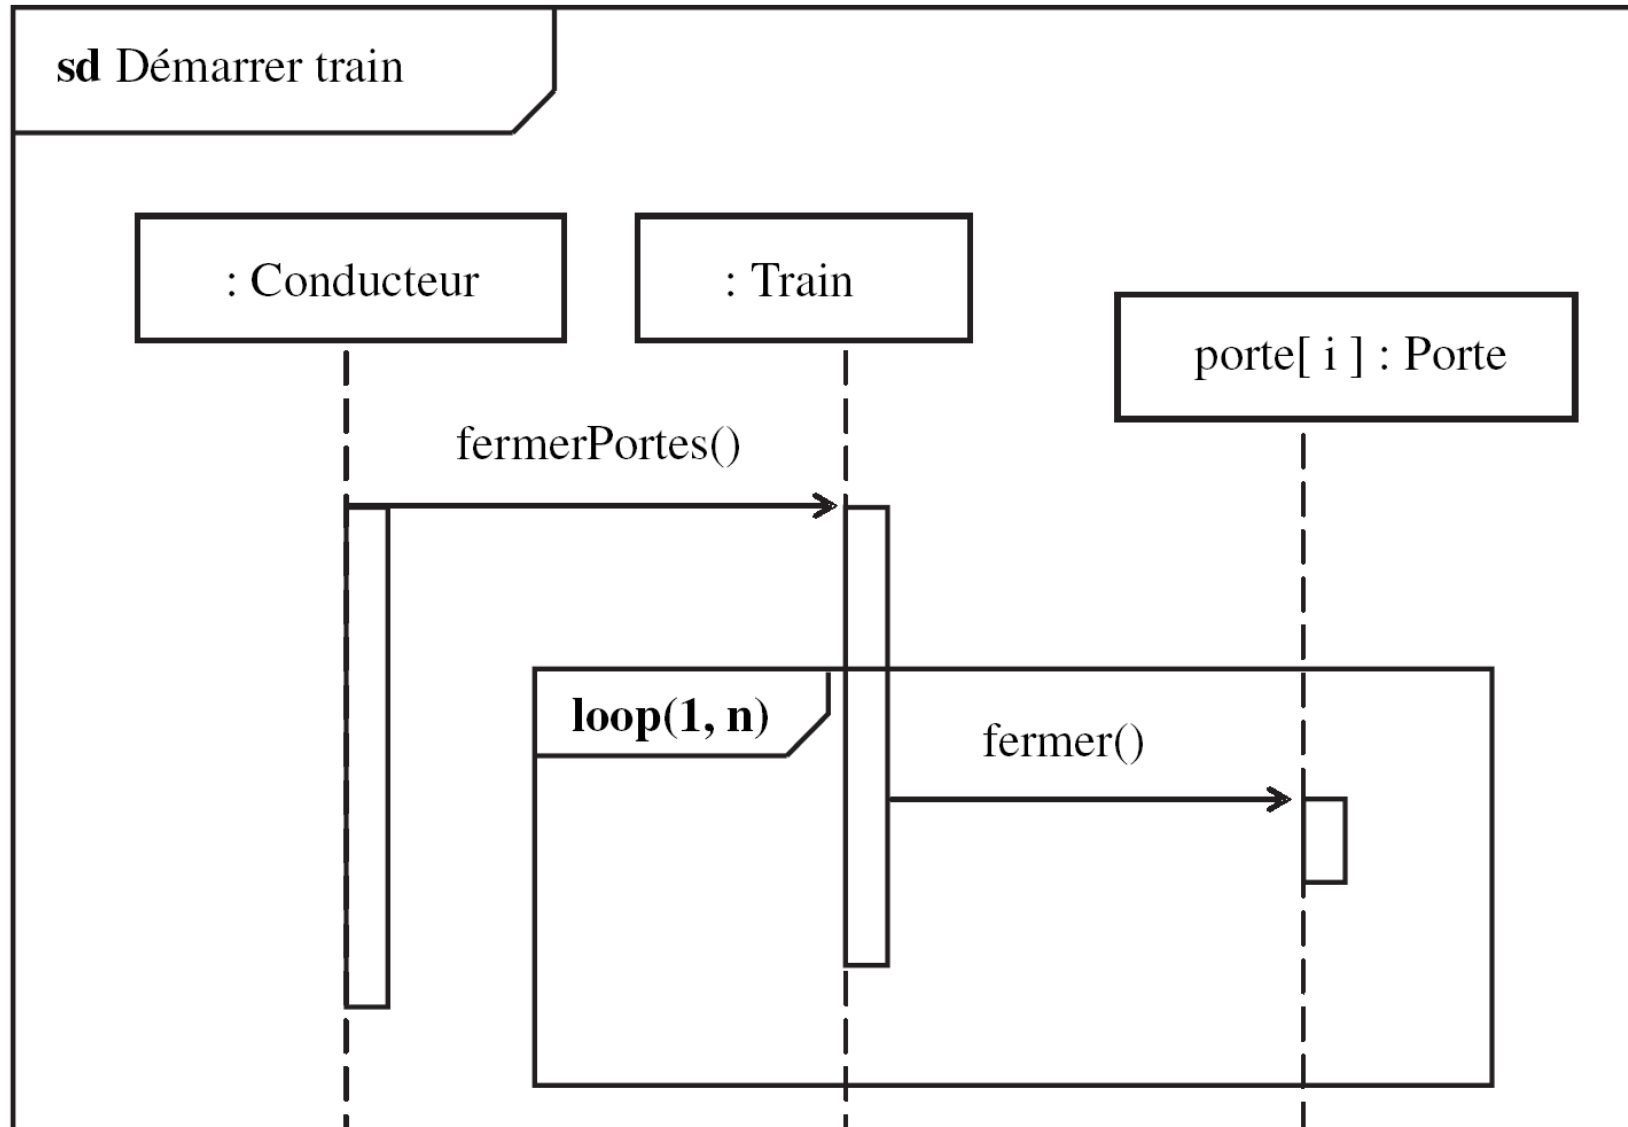 sd Démarrer train
: Conducteur
: Train
porte[ i ] : Porte
fermerPortes()
loop(1, n)
fermer()